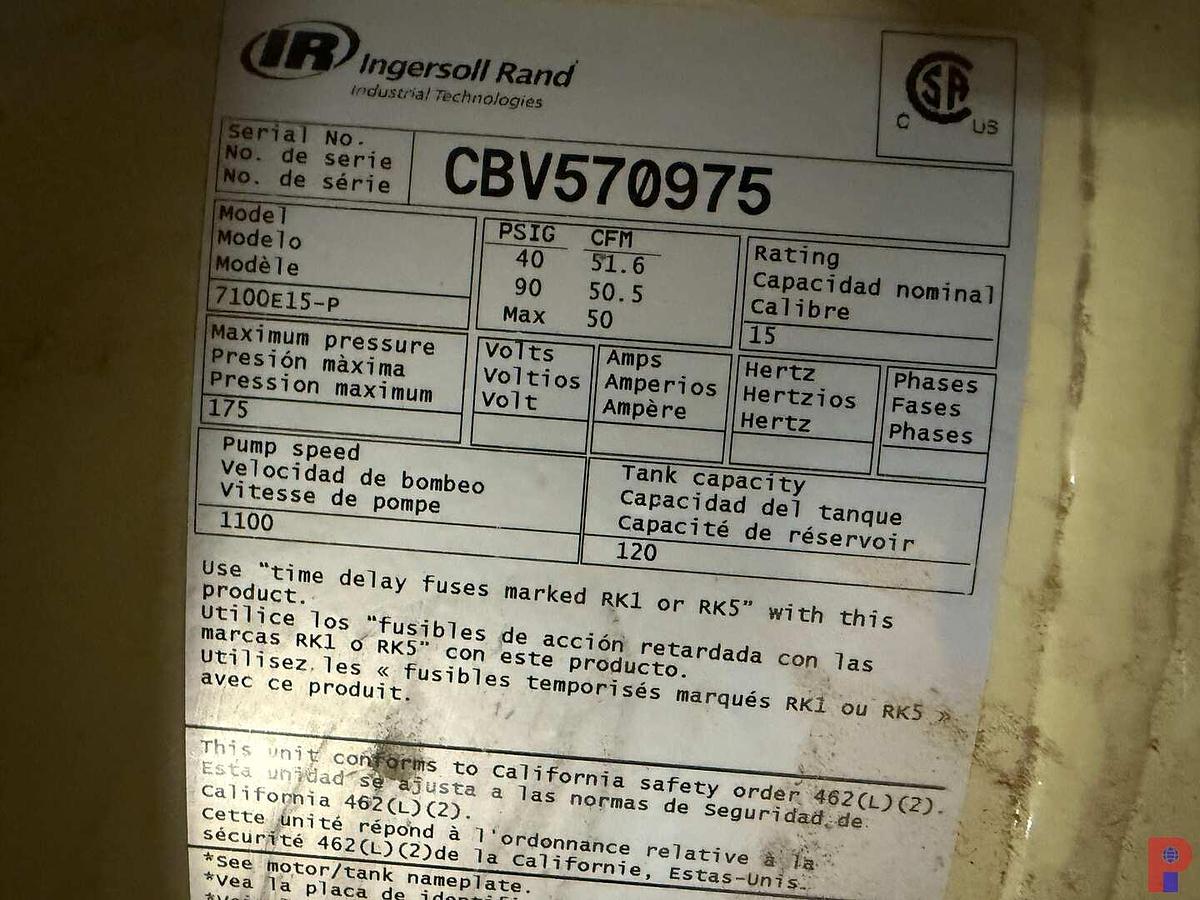 IR Ingersoll Rand
Industrial Technologies
CSA
C US
Serial No.
No. de serie
No. de série
CBV570975
Model
Modelo
Modèle
7100E15-P
PSIG CFM
40 51.6
90 50.5
Max 50
Rating
Capacidad nominal
Calibre
15
Maximum pressure
Presión màxima
Pression maximum
175
Volts
Voltios
Volt
Amps
Amperios
Ampère
Hertz
Hertzios
Hertz
Phases
Fases
Phases
Pump speed
Velocidad de bombeo
Vitesse de pompe
1100
Tank capacity
Capacidad del tanque
Capacité de réservoir
120
Use "time delay fuses marked RK1 or RK5" with this
product.
Utilice los "fusibles de acción retardada con las
marcas RK1 o RK5" con este producto.
Utilisez les « fusibles temporisés marqués RK1 ou RK5 »
avec ce produit.
This unit conforms to California safety order 462(L)(2).
Esta unidad se ajusta a las normas de Seguridad de
California 462(L)(2).
Cette unité répond à l'ordonnance relative à la
sécurité 462(L)(2)de la Californie, Estas-Unis.
*See motor/tank nameplate.
*Vea la placa de